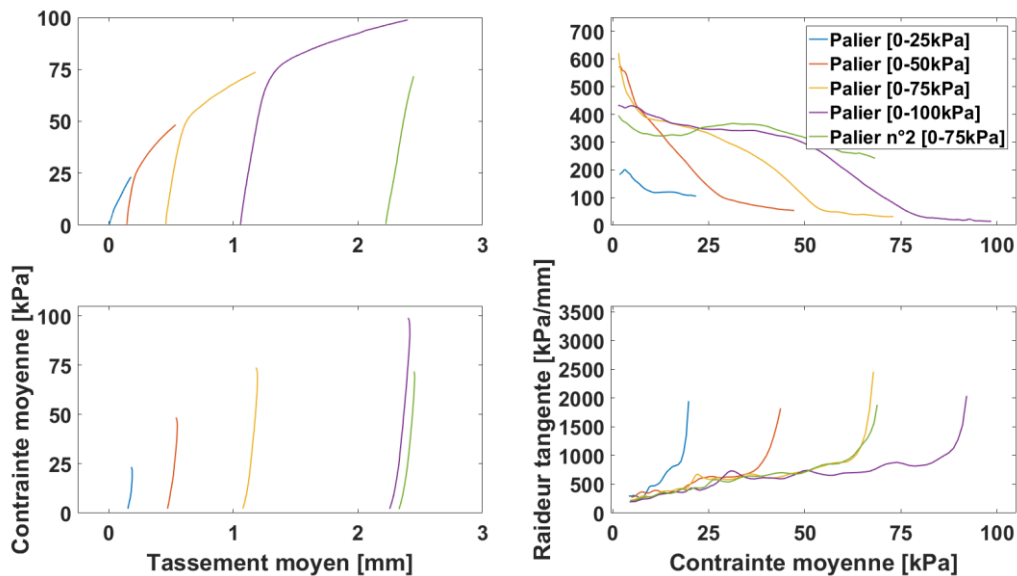 100
75
50
25
0
0 1 2 3
700
600
500
400
300
200
100
0
0 25 50 75 100
Palier [0-25kPa]
Palier [0-50kPa]
Palier [0-75kPa]
Palier [0-100kPa]
Palier n°2 [0-75kPa]
100
75
50
25
0
0 1 2 3
Contrainte moyenne [kPa]
Tassement moyen [mm]
3500
3000
2500
2000
1500
1000
500
0
0 25 50 75 100
Raideur tangente [kPa/mm]
Contrainte moyenne [kPa]